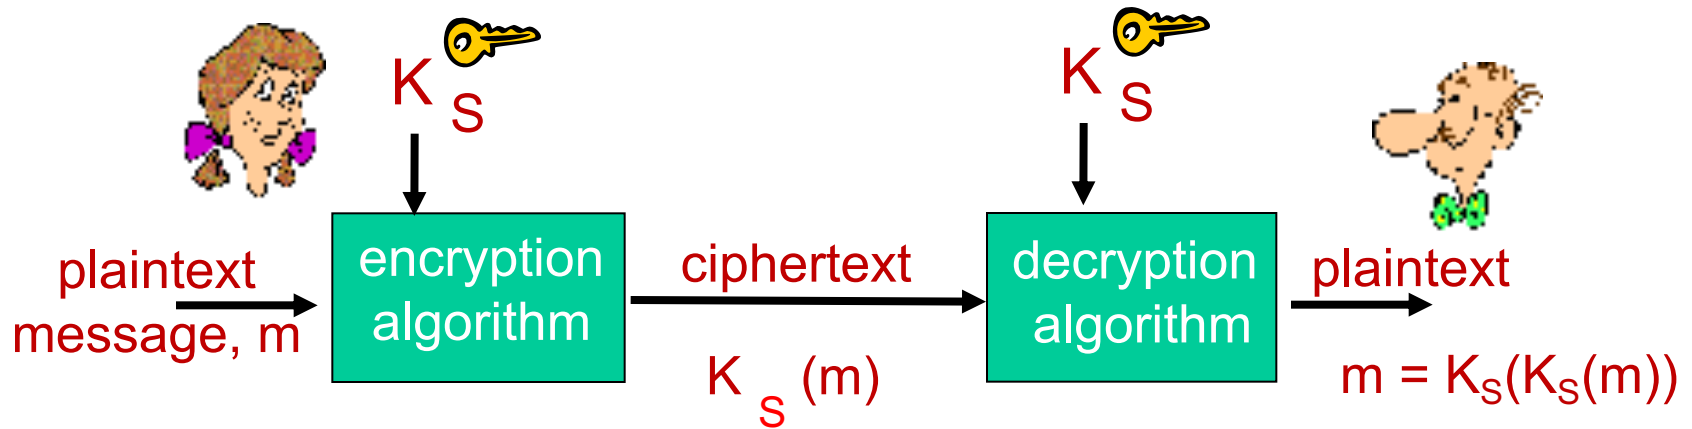 K S
K S
plaintext
message, m
encryption
algorithm
ciphertext
K S (m)
decryption
algorithm
plaintext
m = KS(KS(m))